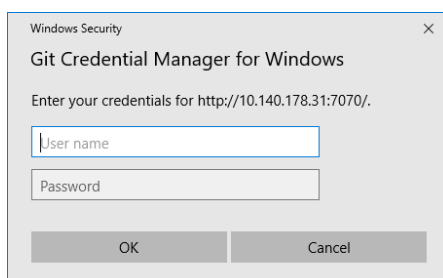 Windows Security
Git Credential Manager for Windows
Enter your credentials for http://10.140.178.31:7070/.
User name
Password
OK Cancel